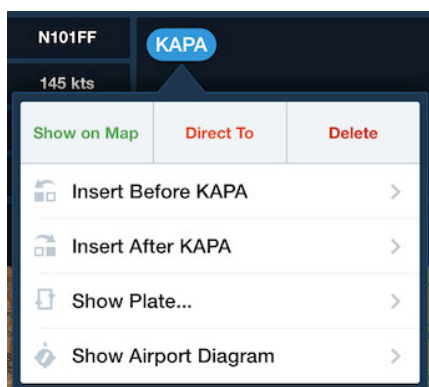 N101FF
KAPA
145 kts
Show on Map Direct To Delete
Insert Before KAPA
Insert After KAPA
Show Plate...
Show Airport Diagram